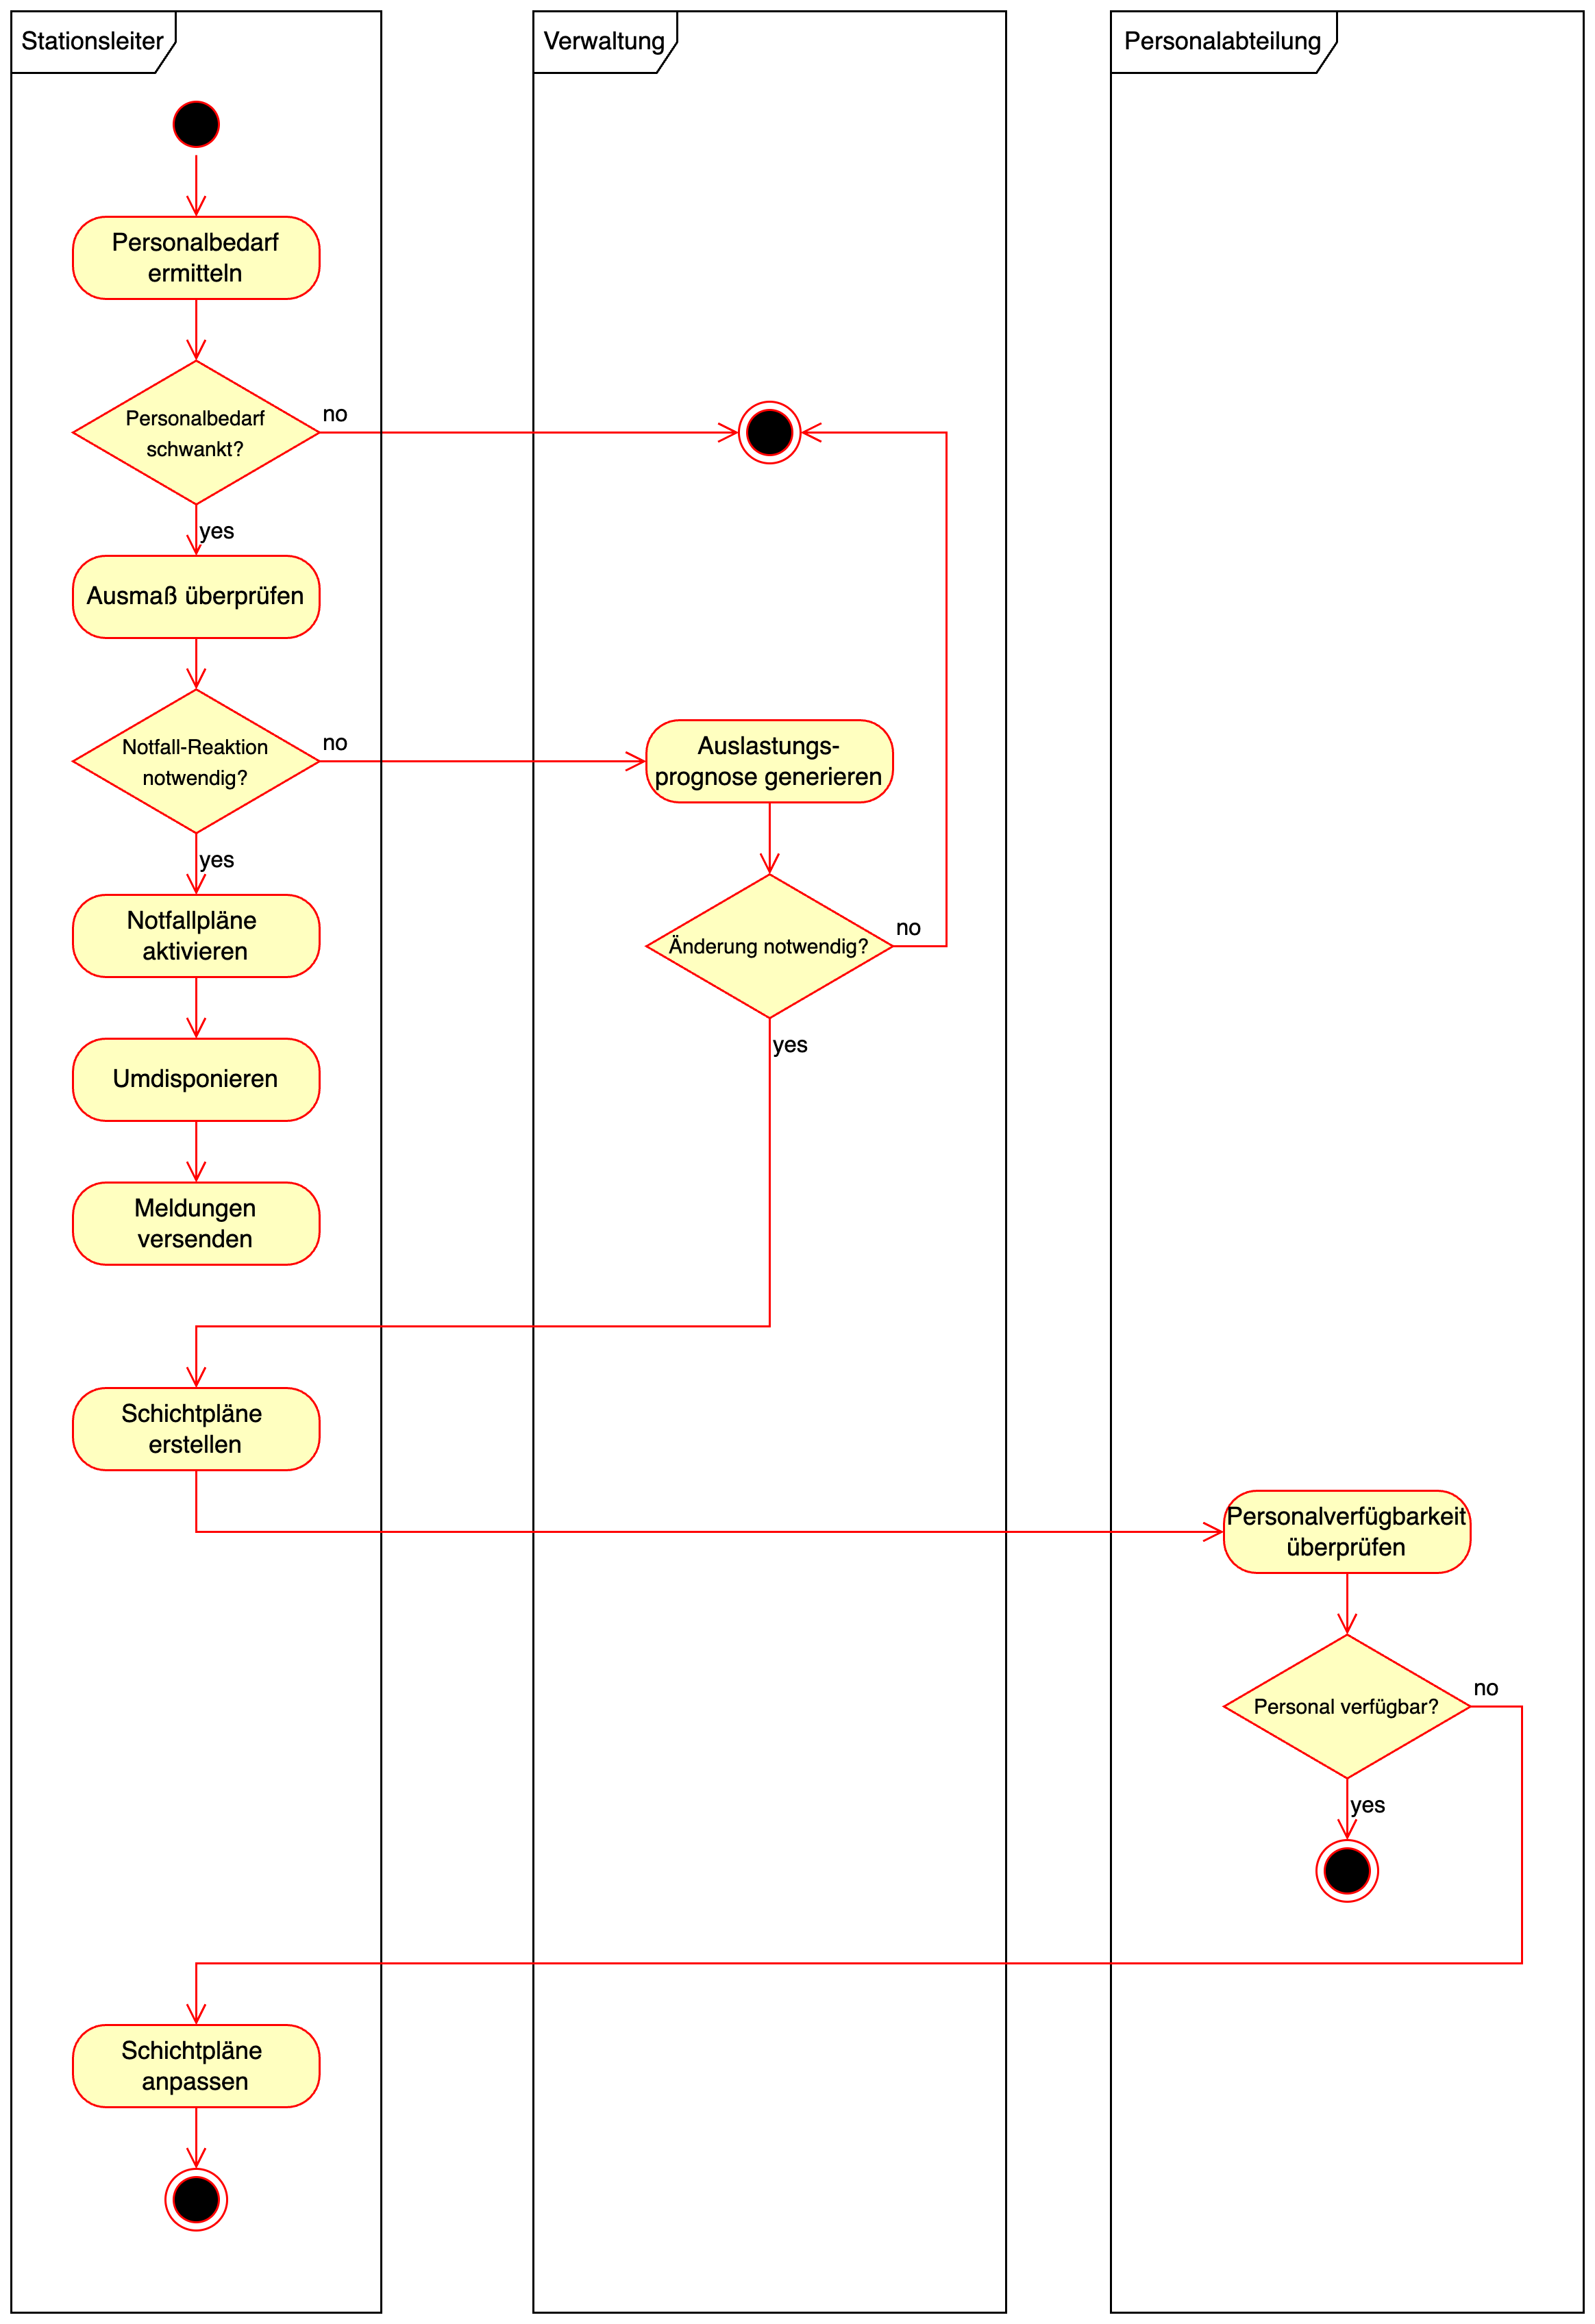 Stationsleiter
Verwaltung
Personalabteilung
Personalbedarf
ermitteln
Personalbedarf
schwankt?
no
yes
Ausmaß überprüfen
Notfall-Reaktion
notwendig?
no
Auslastungs-
prognose generieren
yes
Notfallpläne
aktivieren
Änderung notwendig?
no
yes
Umdisponieren
Meldungen
versenden
Schichtpläne
erstellen
Personalverfügbarkeit
überprüfen
Personal verfügbar?
no
yes
Schichtpläne
anpassen